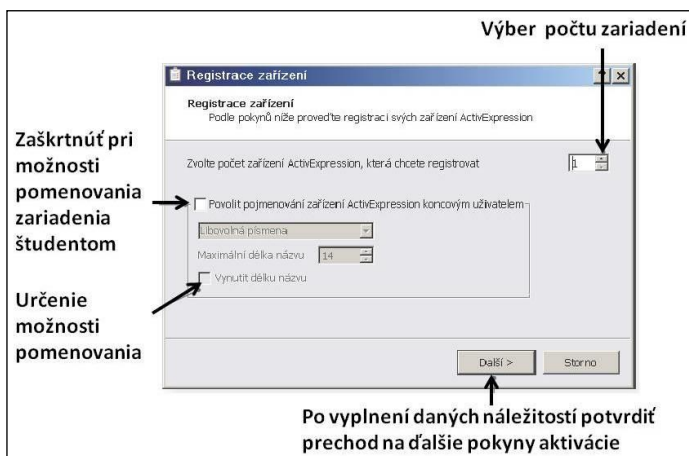 Výber počtu zariadení
Registrace zařízení
Registrace zařízení
Podle pokynů níže proveďte registraci svých zařízení ActivExpression
Zaškrtnúť pri
možnosti
pomenovania
zariadenia
študentom
Zvolte počet zařízení ActivExpression, která chcete registrovat
1
Povolit pojmenování zařízení ActivExpression koncovým uživatelem
Libovolná písmena
Maximální délka názvu
14
Vynutit délku názvu
Určenie
možnosti
pomenovania
Další >
Storno
Po vyplnení daných náležitostí potvrdiť
prechod na ďalšie pokyny aktivácie